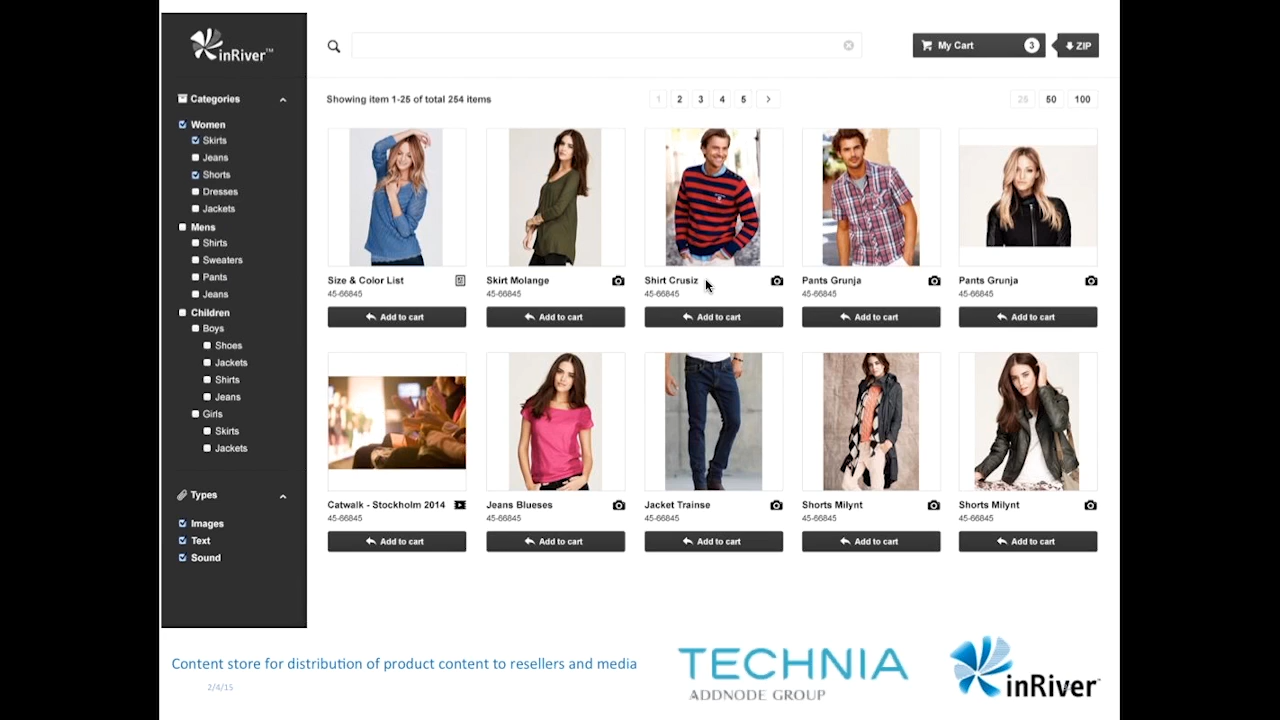 inRiver™
My Cart
3
ZIP
Categories
Showing item 1-25 of total 254 items
1 2 3 4 5
25 50 100
Women
Skirts
Jeans
Shorts
Dresses
Jackets
Mens
Shirts
Sweaters
Pants
Jeans
Children
Boys
Shoes
Jackets
Shirts
Jeans
Girls
Skirts
Jackets
Types
Images
Text
Sound
Size & Color List
45-66845
Add to cart
Skirt Molange
45-66845
Add to cart
Shirt Crusiz
45-66845
Add to cart
Pants Grunja
45-66845
Add to cart
Pants Grunja
45-66845
Add to cart
Catwalk - Stockholm 2014
45-66845
Add to cart
Jeans Blueses
45-66845
Add to cart
Jacket Trainse
45-66845
Add to cart
Shorts Milynt
45-66845
Add to cart
Shorts Milynt
45-66845
Add to cart
Content store for distribution of product content to resellers and media
2/4/15
TECHNIA
ADDNODE GROUP
inRiver